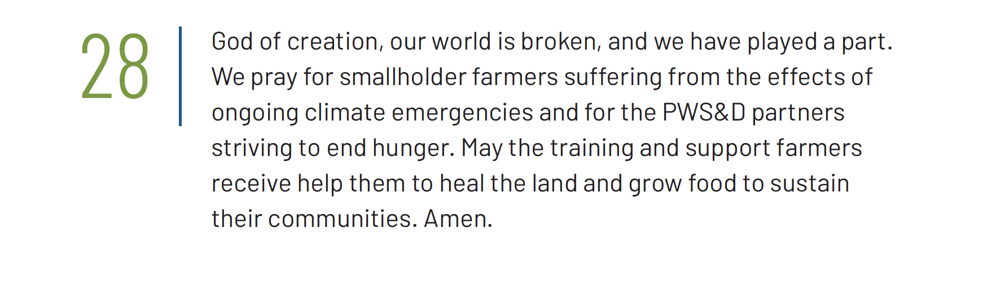 28
God of creation, our world is broken, and we have played a part.
We pray for smallholder farmers suffering from the effects of
ongoing climate emergencies and for the PWS&D partners
striving to end hunger. May the training and support farmers
receive help them to heal the land and grow food to sustain
their communities. Amen.